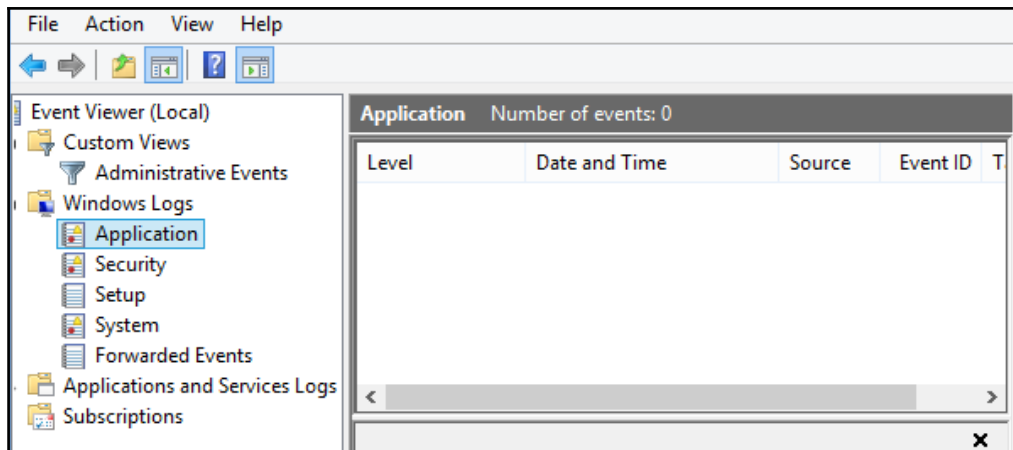 File Action View Help
Event Viewer (Local)
Custom Views
Administrative Events
Windows Logs
Application
Security
Setup
System
Forwarded Events
Applications and Services Logs
Subscriptions
Application Number of events: 0
Level Date and Time Source Event ID